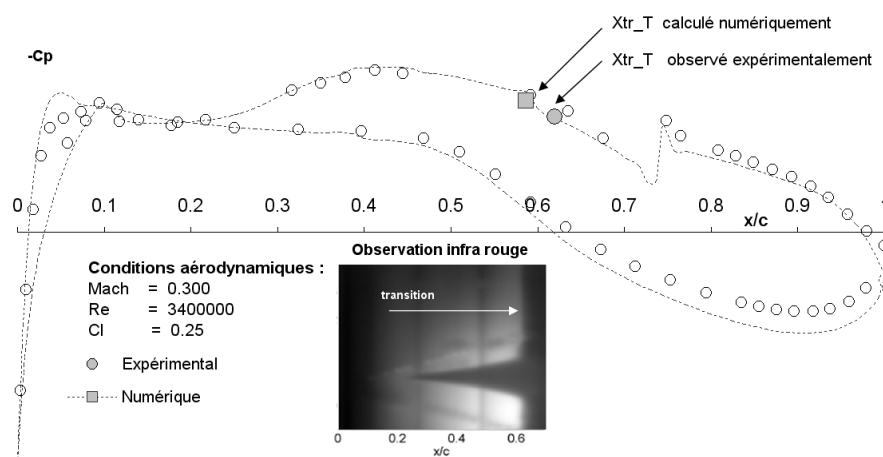 Xtr_T calculé numériquement
-Cp
Xtr_T observé expérimentalement
0 0.1 0.2 0.3 0.4 0.5 0.6 0.7 0.8 0.9
x/c
Observation infra rouge
Conditions aérodynamiques :
Mach = 0.300
Re = 3400000
Cl = 0.25
transition
Expérimental
Numérique
0 0.2 0.4 0.6
x/c